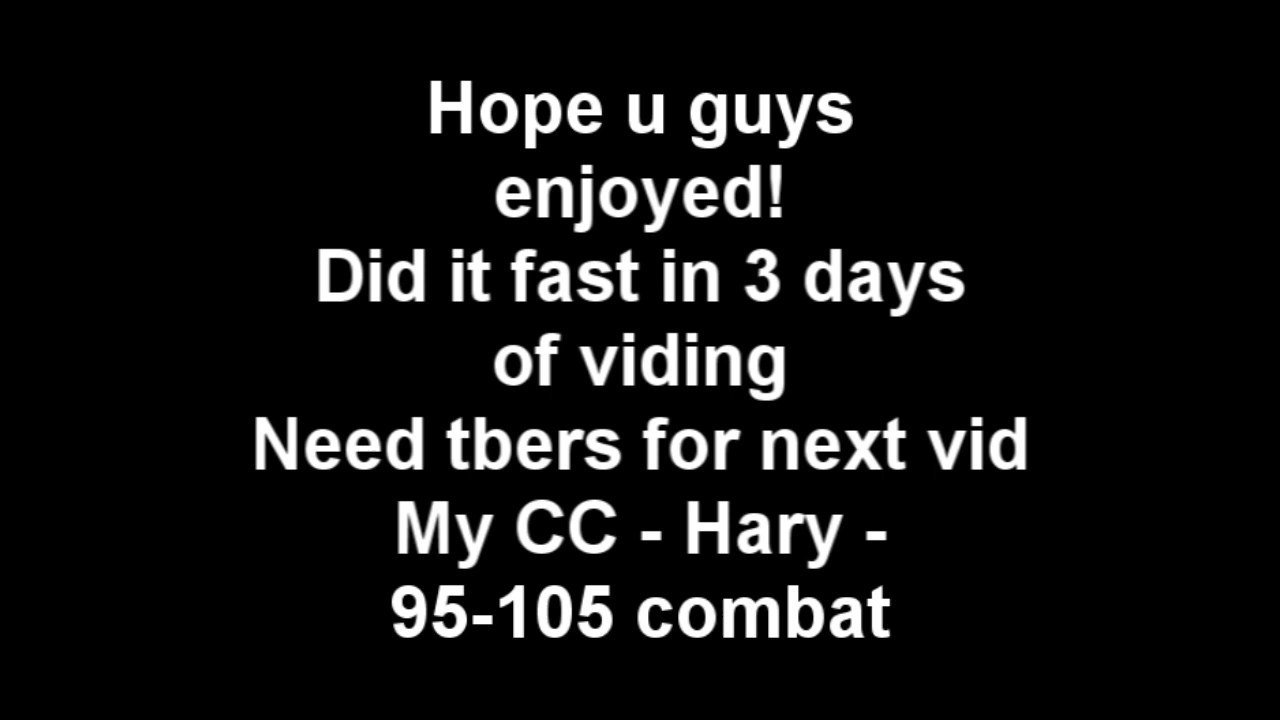 Hope u guys
enjoyed!
Did it fast in 3 days
of viding
Need tbers for next vid
My CC - Hary -
95-105 combat